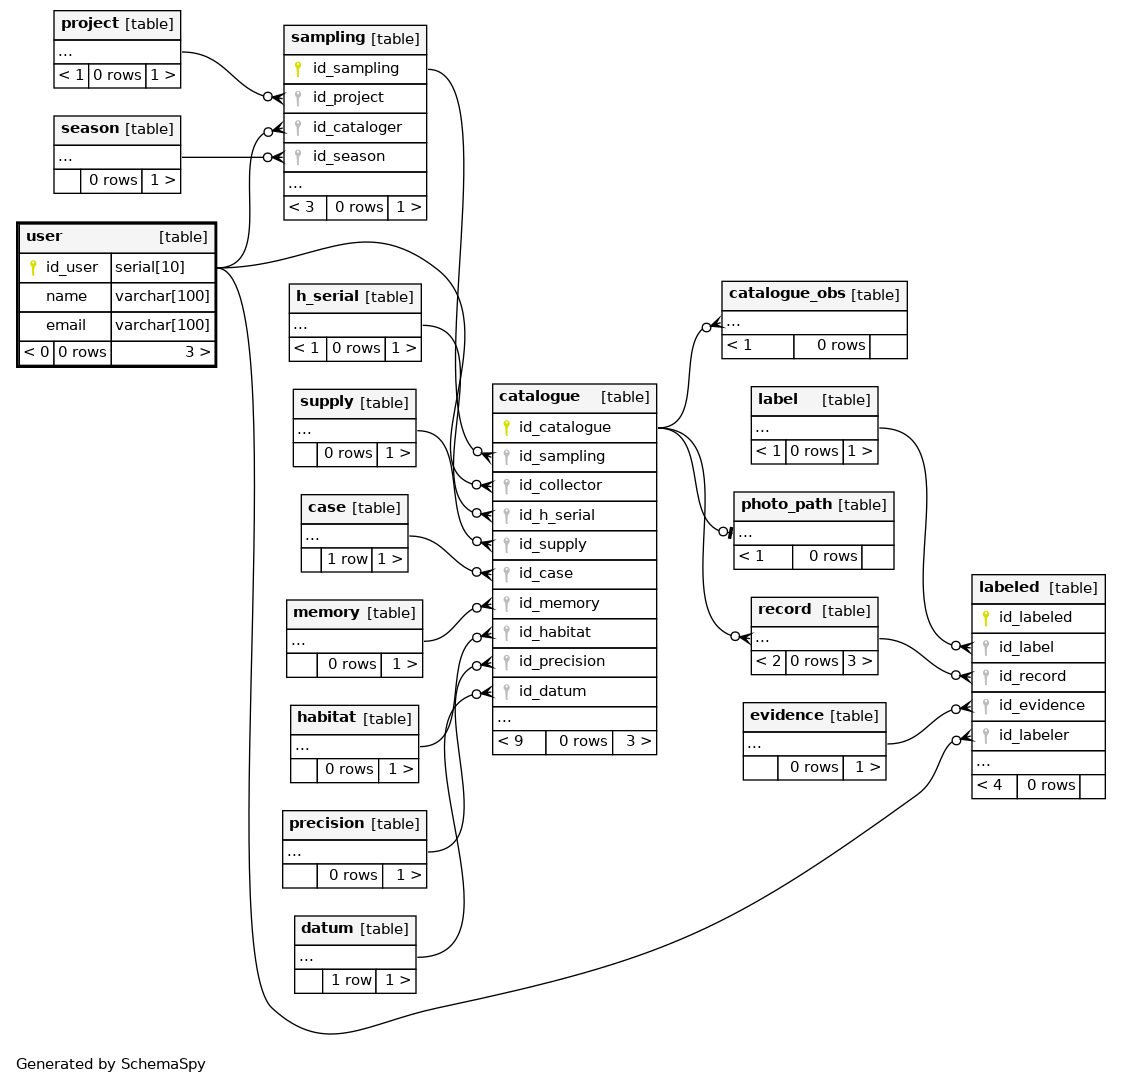 project [table]
...
< 1 0 rows 1 >
season [table]
...
0 rows 1 >
user [table]
id_user serial[10]
name varchar[100]
email varchar[100]
< 0 0 rows 3 >
sampling [table]
id_sampling
id_project
id_cataloger
id_season
...
< 3 0 rows 1 >
h_serial [table]
...
< 1 0 rows 1 >
supply [table]
...
0 rows 1 >
case [table]
...
1 row 1 >
memory [table]
...
0 rows 1 >
habitat [table]
...
0 rows 1 >
precision [table]
...
0 rows 1 >
datum [table]
...
1 row 1 >
catalogue [table]
id_catalogue
id_sampling
id_collector
id_h_serial
id_supply
id_case
id_memory
id_habitat
id_precision
id_datum
...
< 9 0 rows 3 >
catalogue_obs [table]
...
< 1 0 rows
label [table]
...
< 1 0 rows 1 >
photo_path [table]
...
< 1 0 rows
record [table]
...
< 2 0 rows 3 >
evidence [table]
...
0 rows 1 >
labeled [table]
id_labeled
id_label
id_record
id_evidence
id_labeler
...
< 4 0 rows
Generated by SchemaSpy